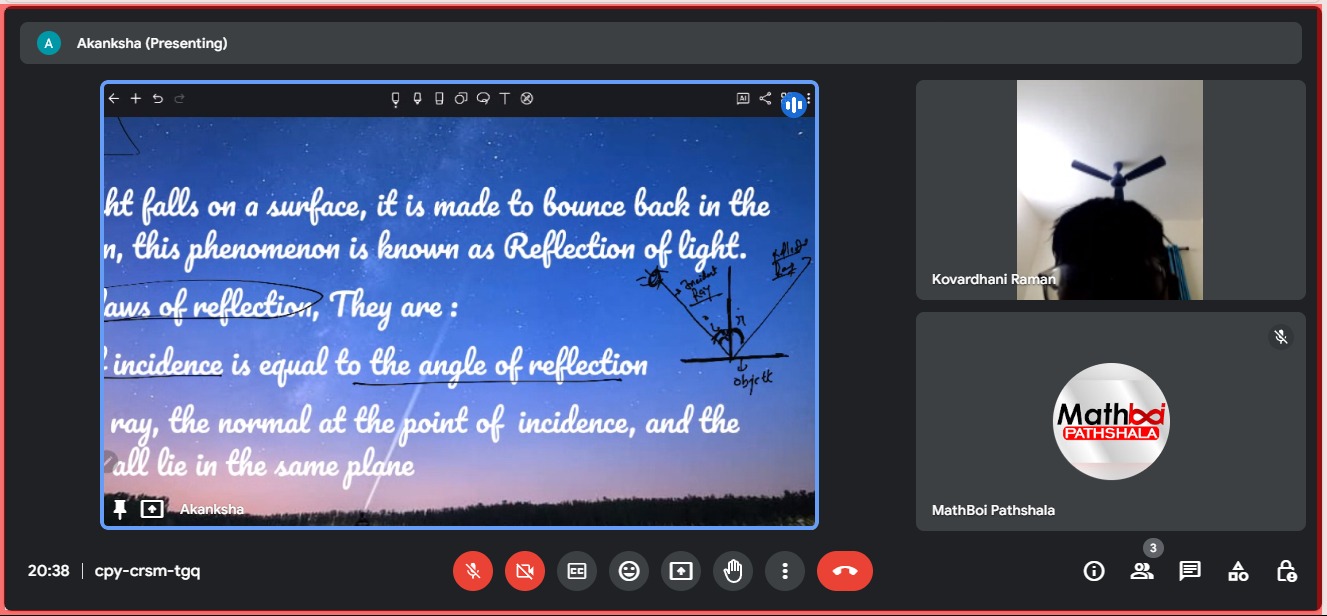 A Akanksha (Presenting)
AI
ht falls on a surface, it is made to bounce back in the
n, this phenomenon is known as Reflection of light.
aws of reflection, They are :
incidence is equal to the angle of reflection
ray, the normal at the point of incidence, and the
all lie in the same plane
Incident
Ray
Ray
i
r
object
Akanksha
Kovardhani Raman
Mathboi
PATHSHALA
MathBoi Pathshala
20:38 | cpy-crsm-tgq
CC
3